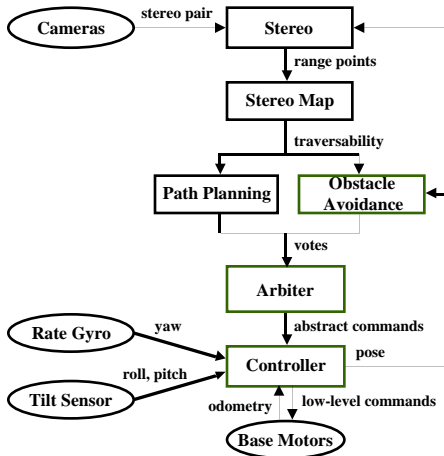 Cameras
stereo pair
Stereo
range points
Stereo Map
traversability
Path Planning
Obstacle
Avoidance
votes
Arbiter
abstract commands
Rate Gyro
yaw
Controller
pose
roll, pitch
Tilt Sensor
odometry
low-level commands
Base Motors